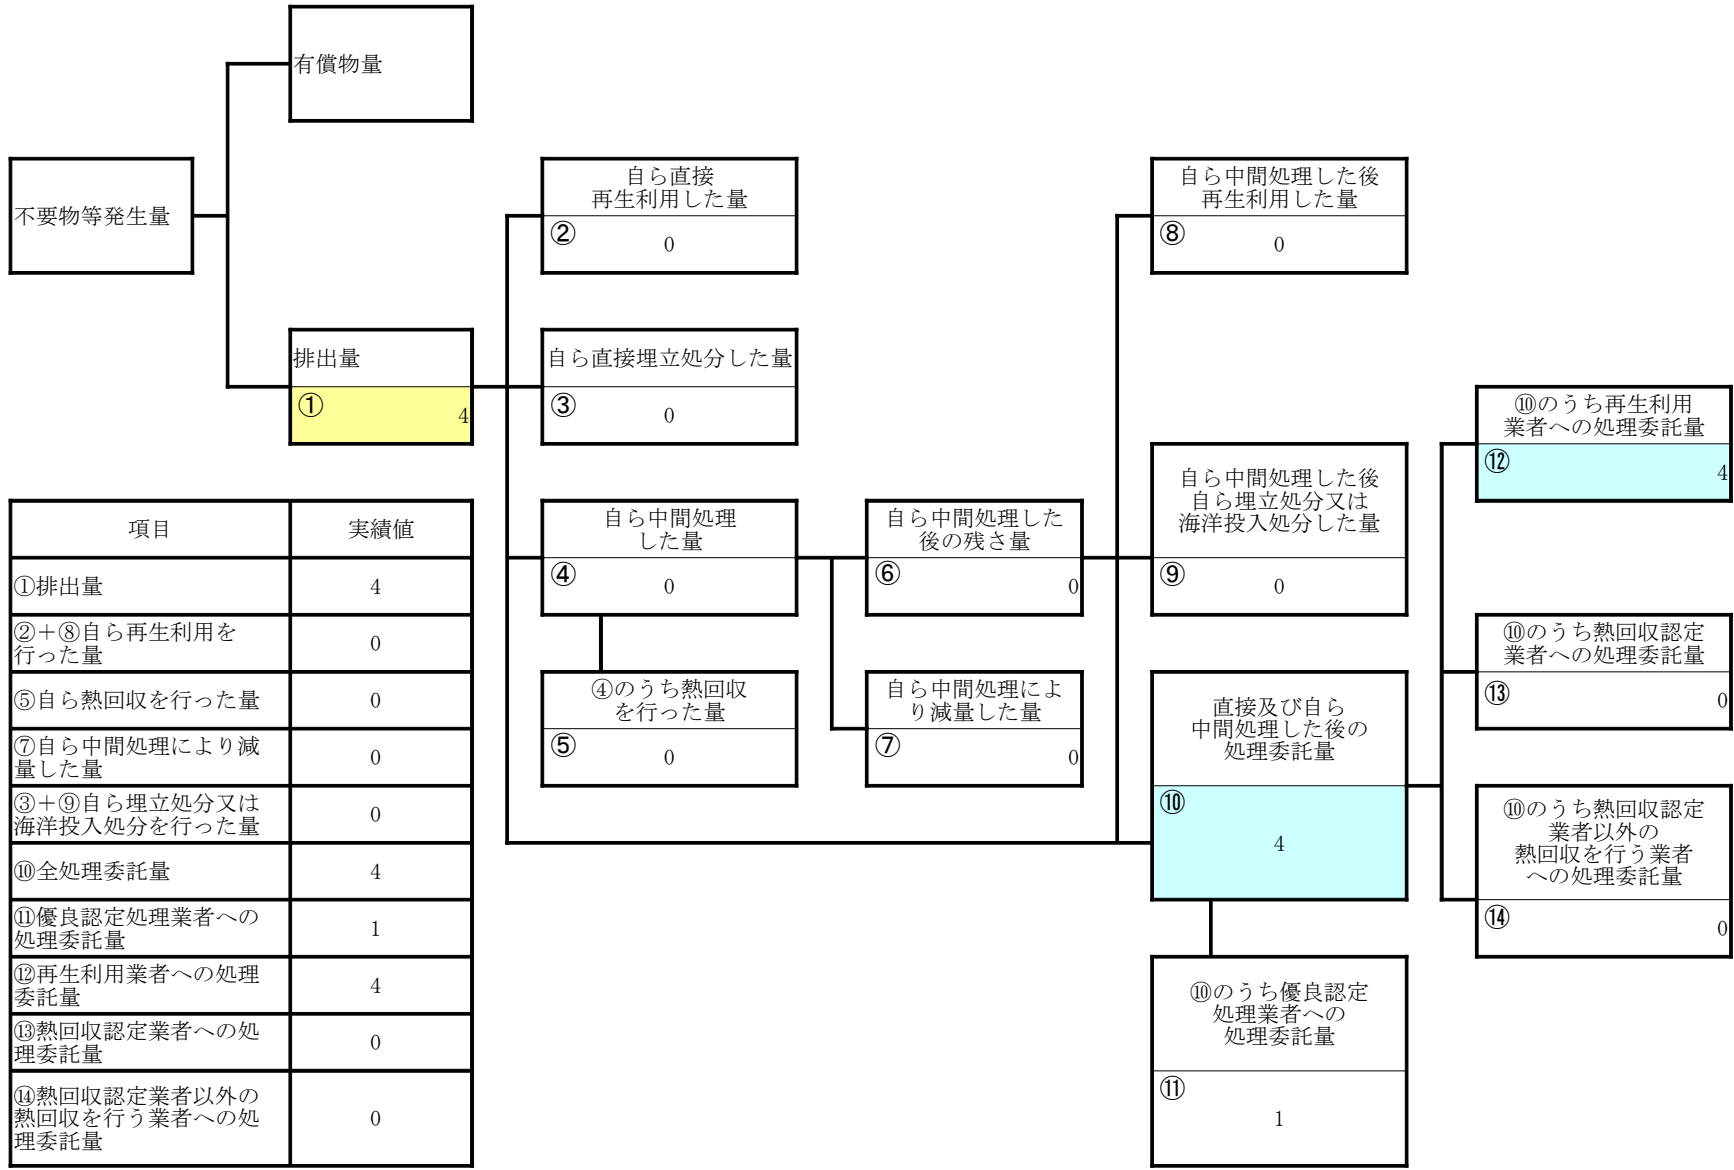 有償物量
不要物等発生量
排出量
①
4
自ら直接
再生利用した量
②
0
自ら直接埋立処分した量
③
0
自ら中間処理
した量
④
0
④のうち熱回収
を行った量
⑤
0
自ら中間処理した
後の残さ量
⑥
0
自ら中間処理によ
り減量した量
⑦
0
自ら中間処理した後
再生利用した量
⑧
0
自ら中間処理した後
自ら埋立処分又は
海洋投入処分した量
⑨
0
直接及び自ら
中間処理した後の
処理委託量
⑩
4
⑩のうち優良認定
処理業者への
処理委託量
⑪
1
⑩のうち再生利用
業者への処理委託量
⑫
4
⑩のうち熱回収認定
業者への処理委託量
⑬
0
⑩のうち熱回収認定
業者以外の
熱回収を行う業者
への処理委託量
⑭
0
項目 実績値
①排出量 4
②＋⑧自ら再生利用を
行った量 0
⑤自ら熱回収を行った量 0
⑦自ら中間処理により減
量した量 0
③＋⑨自ら埋立処分又は
海洋投入処分を行った量 0
⑩全処理委託量 4
⑪優良認定処理業者への
処理委託量 1
⑫再生利用業者への処理
委託量 4
⑬熱回収認定業者への処
理委託量 0
⑭熱回収認定業者以外の
熱回収を行う業者への処
理委託量 0